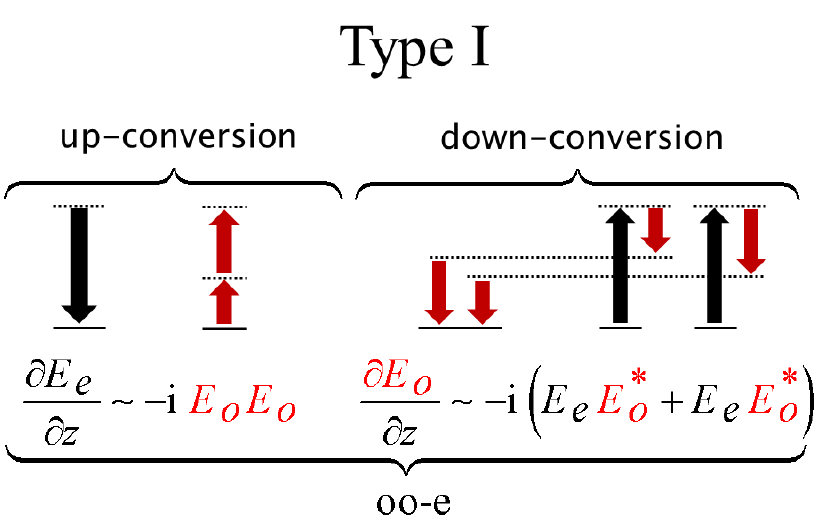 Type I
up-conversion
down-conversion
∂E_e/∂z ~ −i E_o E_o
∂E_o/∂z ~ −i (E_e E_o^* + E_e E_o^*)
oo-e